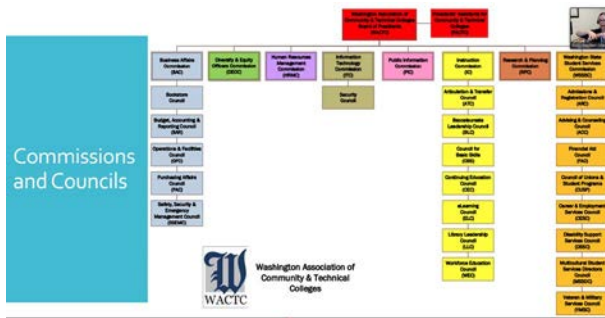 Commissions
and Councils
Washington Association of
Community & Technical Colleges
Board of Presidents
(WACTC)
Community & Technical
Colleges
Business Affairs
Commission
(BAC)
Diversity & Equity
Officers Commission
(DEOC)
Human Resources
Management
Commission
(HRMC)
Information
Technology
Commission
(ITC)
Public Information
Commission
(PIC)
Instruction
Commission
(IC)
Research & Planning
Commission
(RPC)
Washington State
Student Services
Commission
(WSSSC)
Bookstore
Council
Budget, Accounting &
Reporting Council
(BAR)
Operations & Facilities
Council
(OFC)
Purchasing Affairs
Council
(PAC)
Safety, Security &
Emergency
Management Council
(SSEMC)
Security
Council
Articulation & Transfer
Council
(ATC)
Baccalaureate
Leadership Council
(BLC)
Council for
Basic Skills
(CBS)
Continuing Education
Council
(CEC)
eLearning
Council
(ELC)
Library Leadership
Council
(LLC)
Workforce Education
Council
(WEC)
Admissions &
Registration Council
(ARC)
Advising & Counseling
Council
(ACC)
Financial Aid
Council
(FAC)
Council of Unions &
Student Programs
(CUSP)
Career & Employment
Services Council
(CESC)
Disability Support
Services Council
(DSSC)
Multicultural Student
Services Directors
Council
(MSSDC)
Veteran & Military
Services Council
W
WACTC
Washington Association of
Community & Technical
Colleges